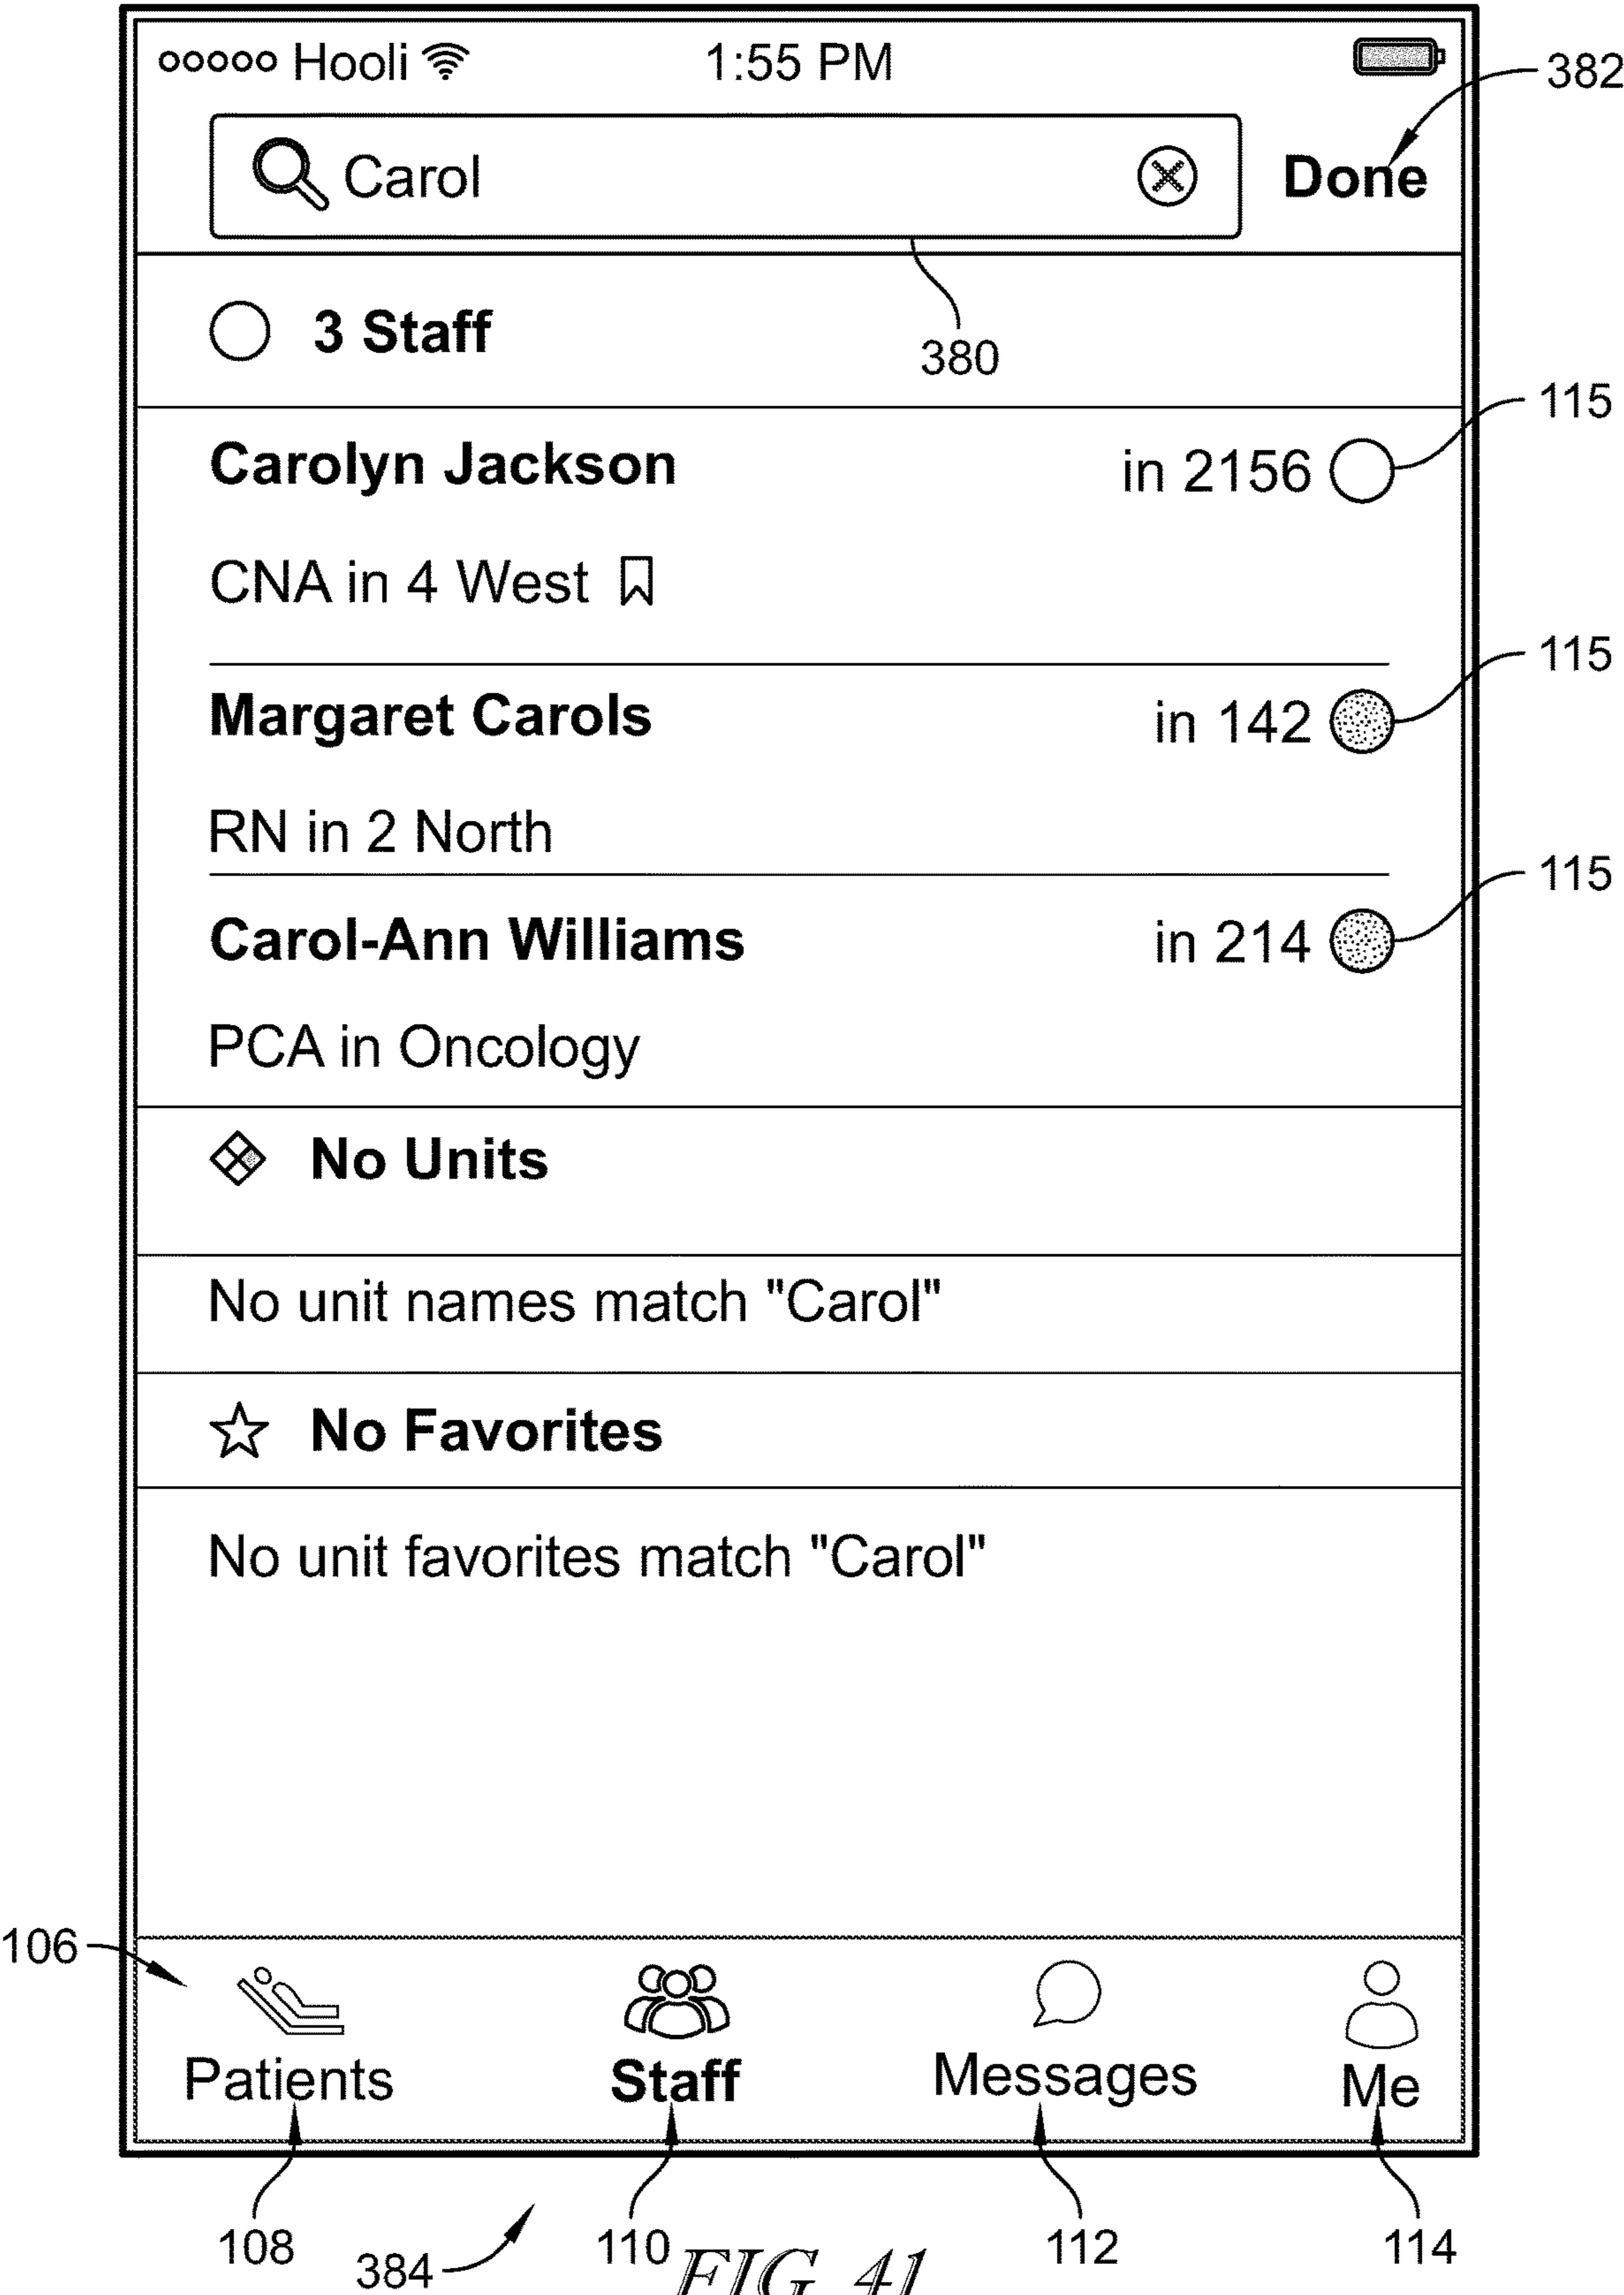 Hooli 1:55 PM
382
Carol Done
3 Staff
380
115
Carolyn Jackson in 2156
CNA in 4 West
115
Margaret Carols in 142
RN in 2 North
115
Carol-Ann Williams in 214
PCA in Oncology
No Units
No unit names match "Carol"
No Favorites
No unit favorites match "Carol"
106
Patients Staff Messages Me
108 110 112 114
384
FIG. 41